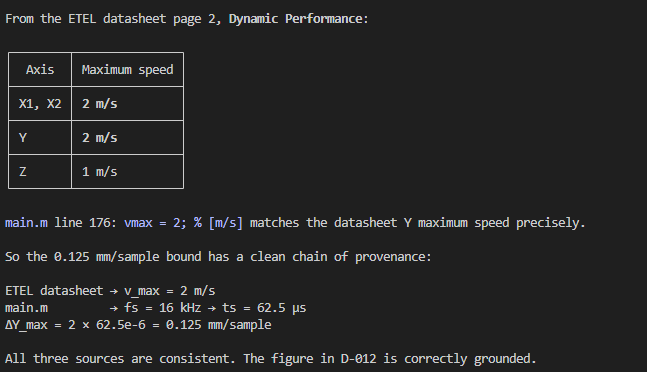 From the ETEL datasheet page 2, Dynamic Performance:
Axis Maximum speed
X1, X2 2 m/s
Y 2 m/s
Z 1 m/s
main.m line 176: vmax = 2; % [m/s] matches the datasheet Y maximum speed precisely.
So the 0.125 mm/sample bound has a clean chain of provenance:
ETEL datasheet → v_max = 2 m/s
main.m → fs = 16 kHz → ts = 62.5 μs
ΔY_max = 2 × 62.5e-6 = 0.125 mm/sample
All three sources are consistent. The figure in D-012 is correctly grounded.